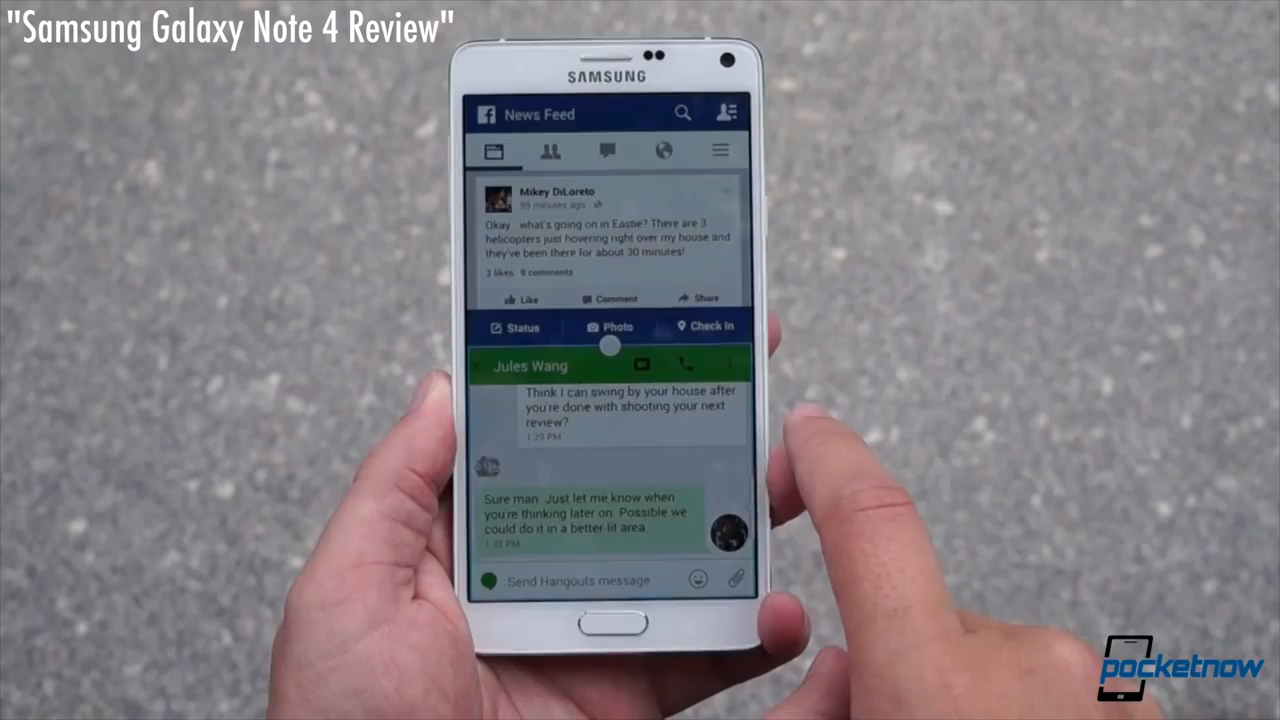 "Samsung Galaxy Note 4 Review"
SAMSUNG
News Feed
Mikey DiLoreto
59 minutes ago
Okay what's going on in Eastie? There are 3
helicopters just hovering right over my house and
they've been there for about 30 minutes!
3 likes 9 comments
Like Comment Share
Status Photo Check In
Jules Wang
Think I can swing by your house after
you're done with shooting your next
review?
1:29 PM
Sure man Just let me know when
you're thinking later on Possible we
could do it in a better-lit area
1:32 PM
Send Hangouts message
pocketnow